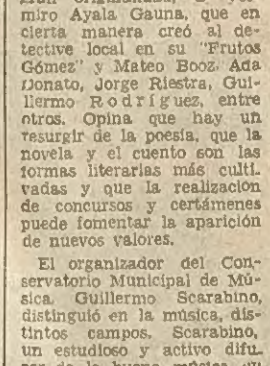 miro Ayala Gauna, que en
cierta manera creó al de-
tective local en su "Frutos
Gómez" y Mateo Booz. Ada
Donato, Jorge Riestra, Gui-
llermo Rodríguez, entre
otros. Opina que hay un
resurgir de la poesía, que la
novela y el cuento son las
formas literarias más culti-
vadas y que la realización
de concursos y certámenes
puede fomentar la aparición
de nuevos valores.
El organizador del Con-
servatorio Municipal de Mú-
sica, Guillermo Scarabino,
distinguió en la música, dis-
tintos campos. Scarabino,
un estudioso y activo difu-